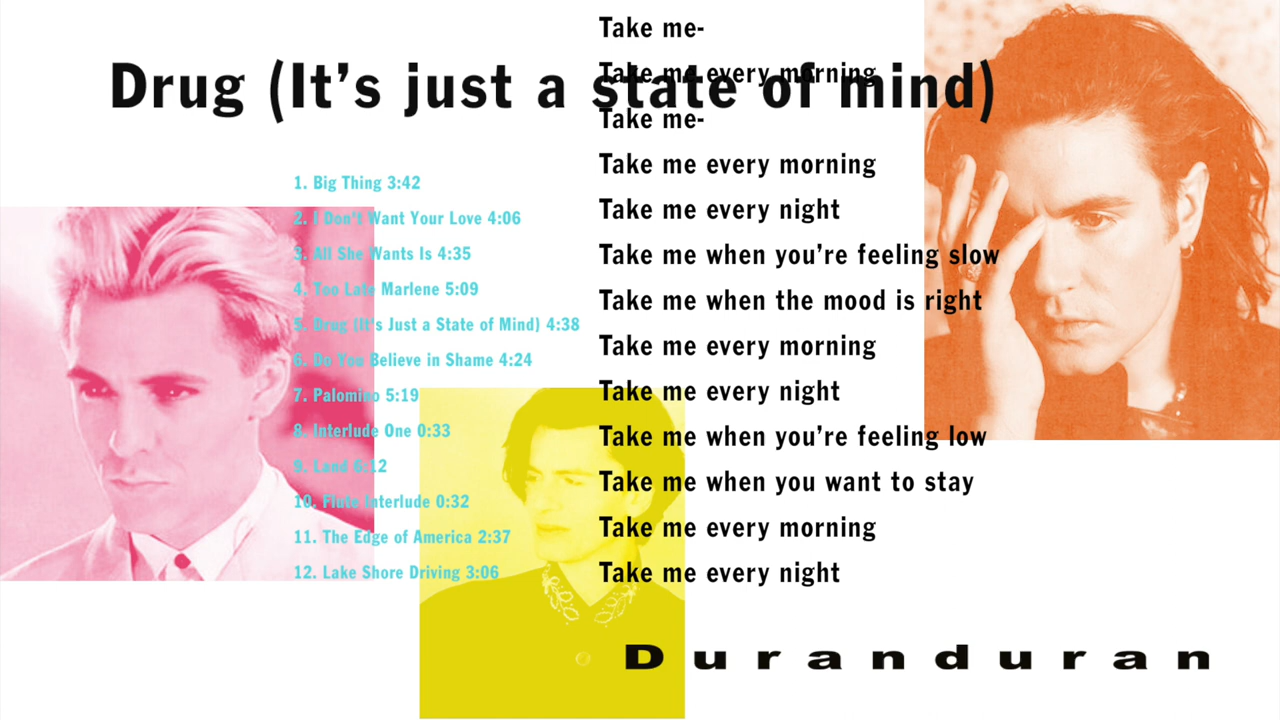 Drug (It's just a state of mind)
1. Big Thing 3:42
2. I Don't Want Your Love 4:06
3. All She Wants Is 4:35
4. Too Late Marlene 5:09
5. Drug (It's Just a State of Mind) 4:38
6. Do You Believe in Shame 4:24
7. Palomino 5:19
8. Interlude One 0:33
9. Land 6:12
10. Flute Interlude 0:32
11. The Edge of America 2:37
12. Lake Shore Driving 3:06
Take me-
Take me every morning
Take me-
Take me every morning
Take me every night
Take me when you're feeling slow
Take me when the mood is right
Take me every morning
Take me every night
Take me when you're feeling low
Take me when you want to stay
Take me every morning
Take me every night
Duranduran